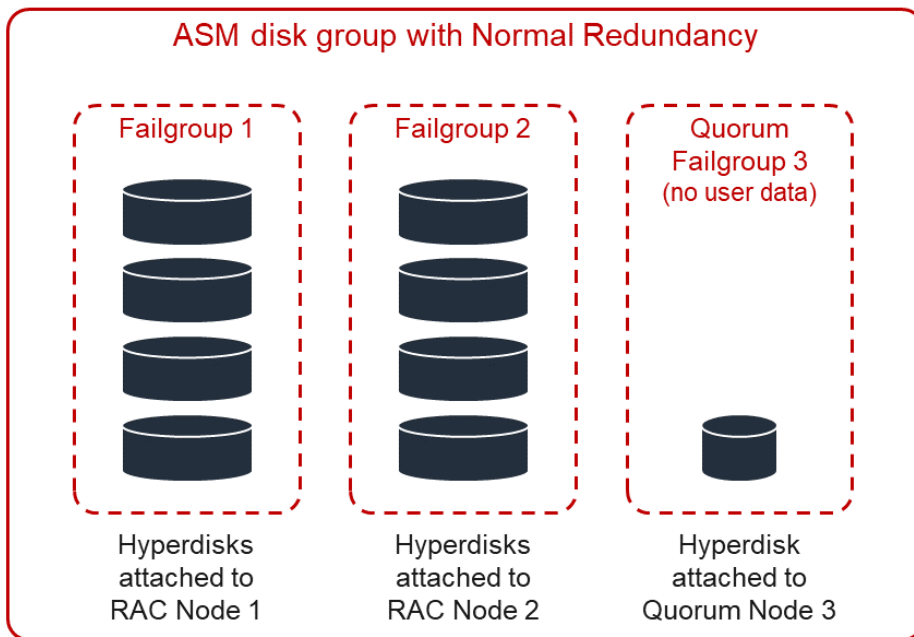 ASM disk group with Normal Redundancy
Failgroup 1
Failgroup 2
Quorum
Failgroup 3
(no user data)
Hyperdisks
attached to
RAC Node 1
Hyperdisks
attached to
RAC Node 2
Hyperdisk
attached to
Quorum Node 3